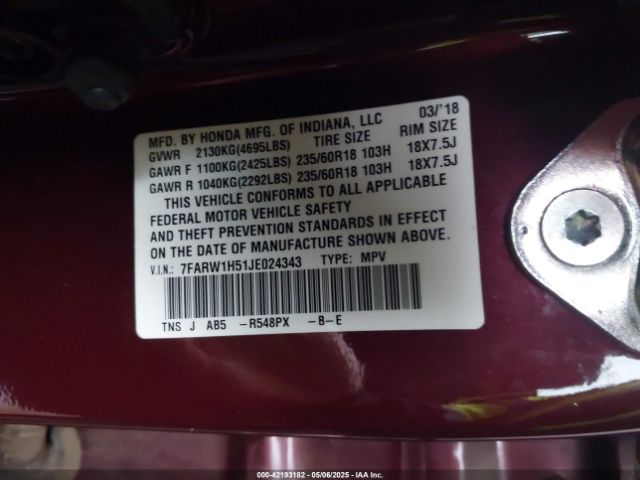 MFD. BY HONDA MFG. OF INDIANA, LLC 03/'18
GVWR 2130KG(4695LBS) TIRE SIZE RIM SIZE
GAWR F 1100KG(2425LBS) 235/60R18 103H 18X7.5J
GAWR R 1040KG(2292LBS) 235/60R18 103H 18X7.5J
THIS VEHICLE CONFORMS TO ALL APPLICABLE
FEDERAL MOTOR VEHICLE SAFETY
AND THEFT PREVENTION STANDARDS IN EFFECT
ON THE DATE OF MANUFACTURE SHOWN ABOVE.
V.I.N.: 7FARW1H51JE024343 TYPE: MPV
TNS J AB5 -R548PX -B-E
000-42193182 - 05/06/2025 - IAA Inc.